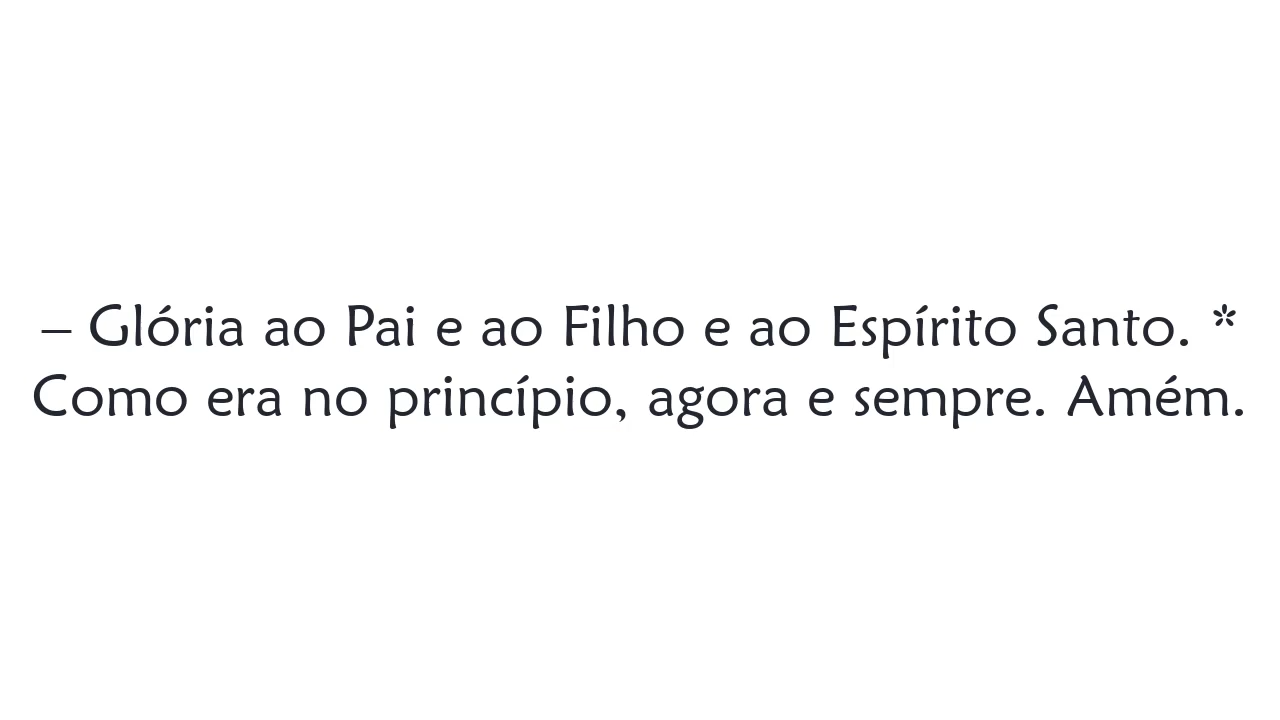 – Glória ao Pai e ao Filho e ao Espírito Santo. *
Como era no princípio, agora e sempre. Amém.